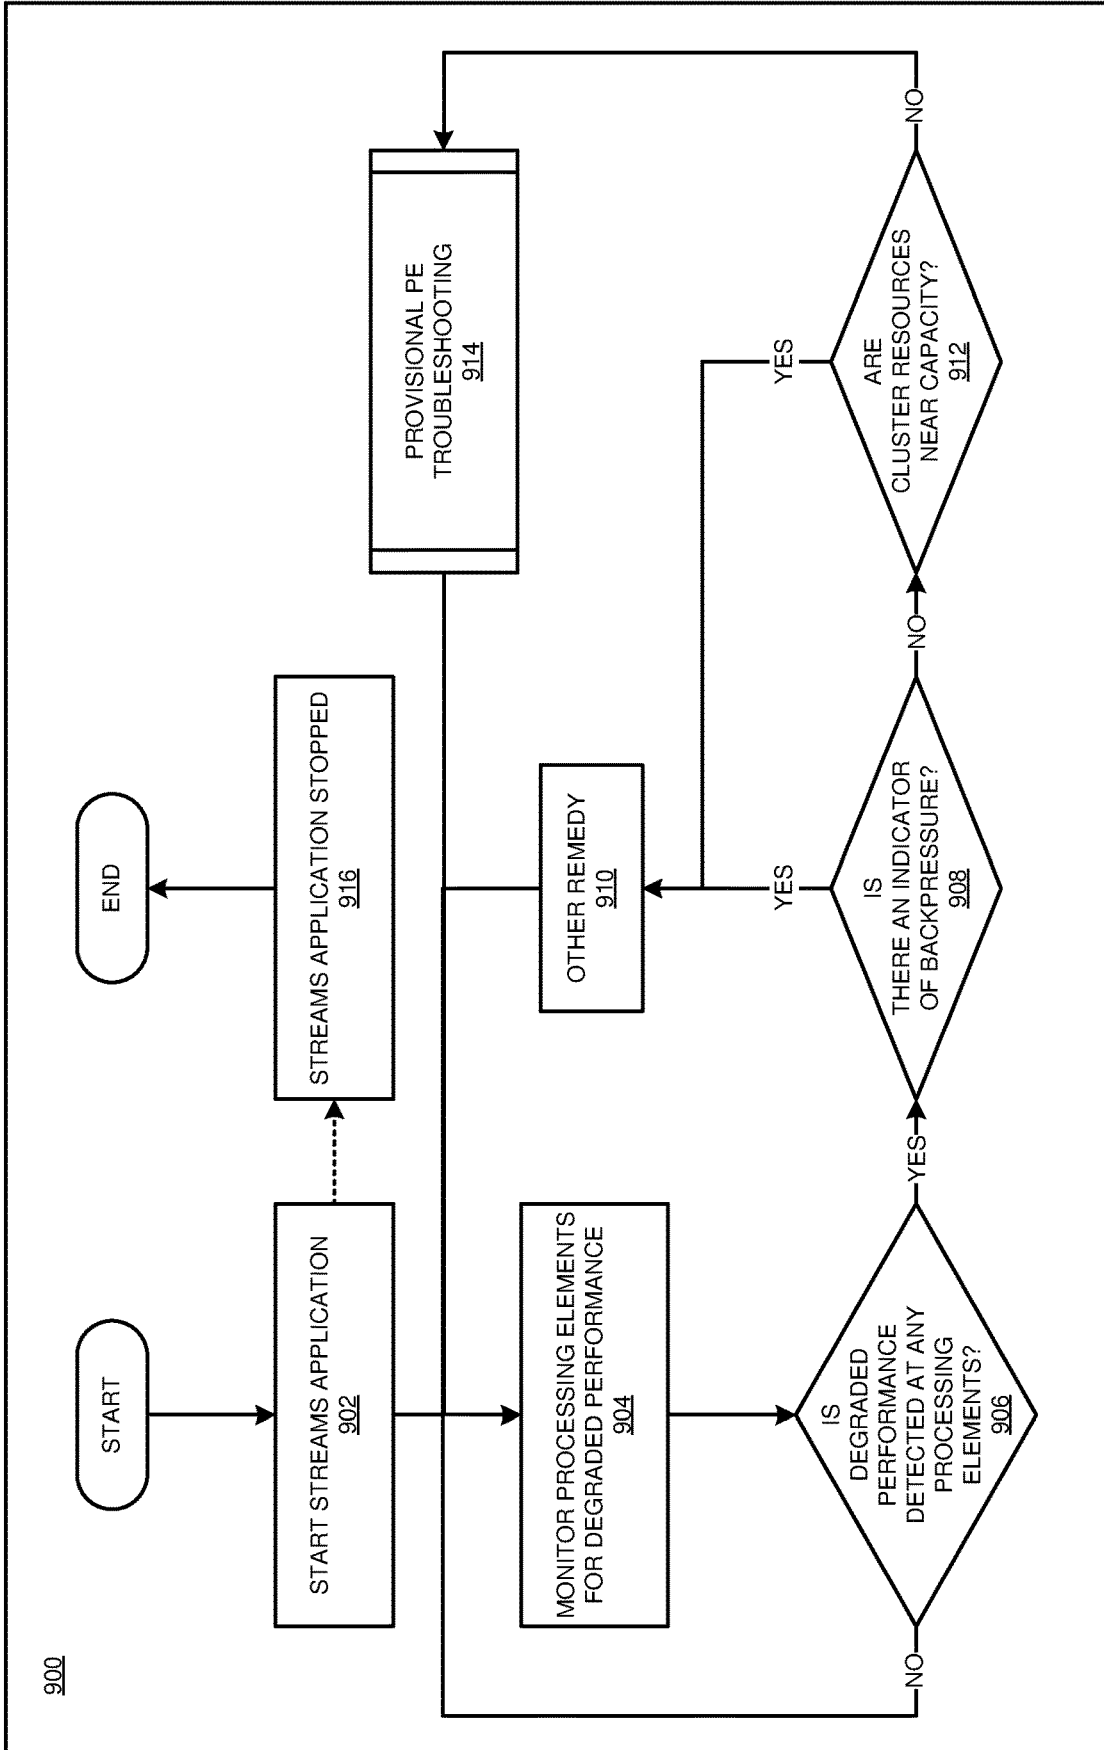 900
START
END
START STREAMS APPLICATION
902
STREAMS APPLICATION STOPPED
916
PROVISIONAL PE
TROUBLESHOOTING
914
MONITOR PROCESSING ELEMENTS
FOR DEGRADED PERFORMANCE
904
OTHER REMEDY
910
IS
DEGRADED
PERFORMANCE
DETECTED AT ANY
PROCESSING
ELEMENTS?
906
NO
YES
IS
THERE AN INDICATOR
OF BACKPRESSURE?
908
YES
NO
ARE
CLUSTER RESOURCES
NEAR CAPACITY?
912
YES
NO